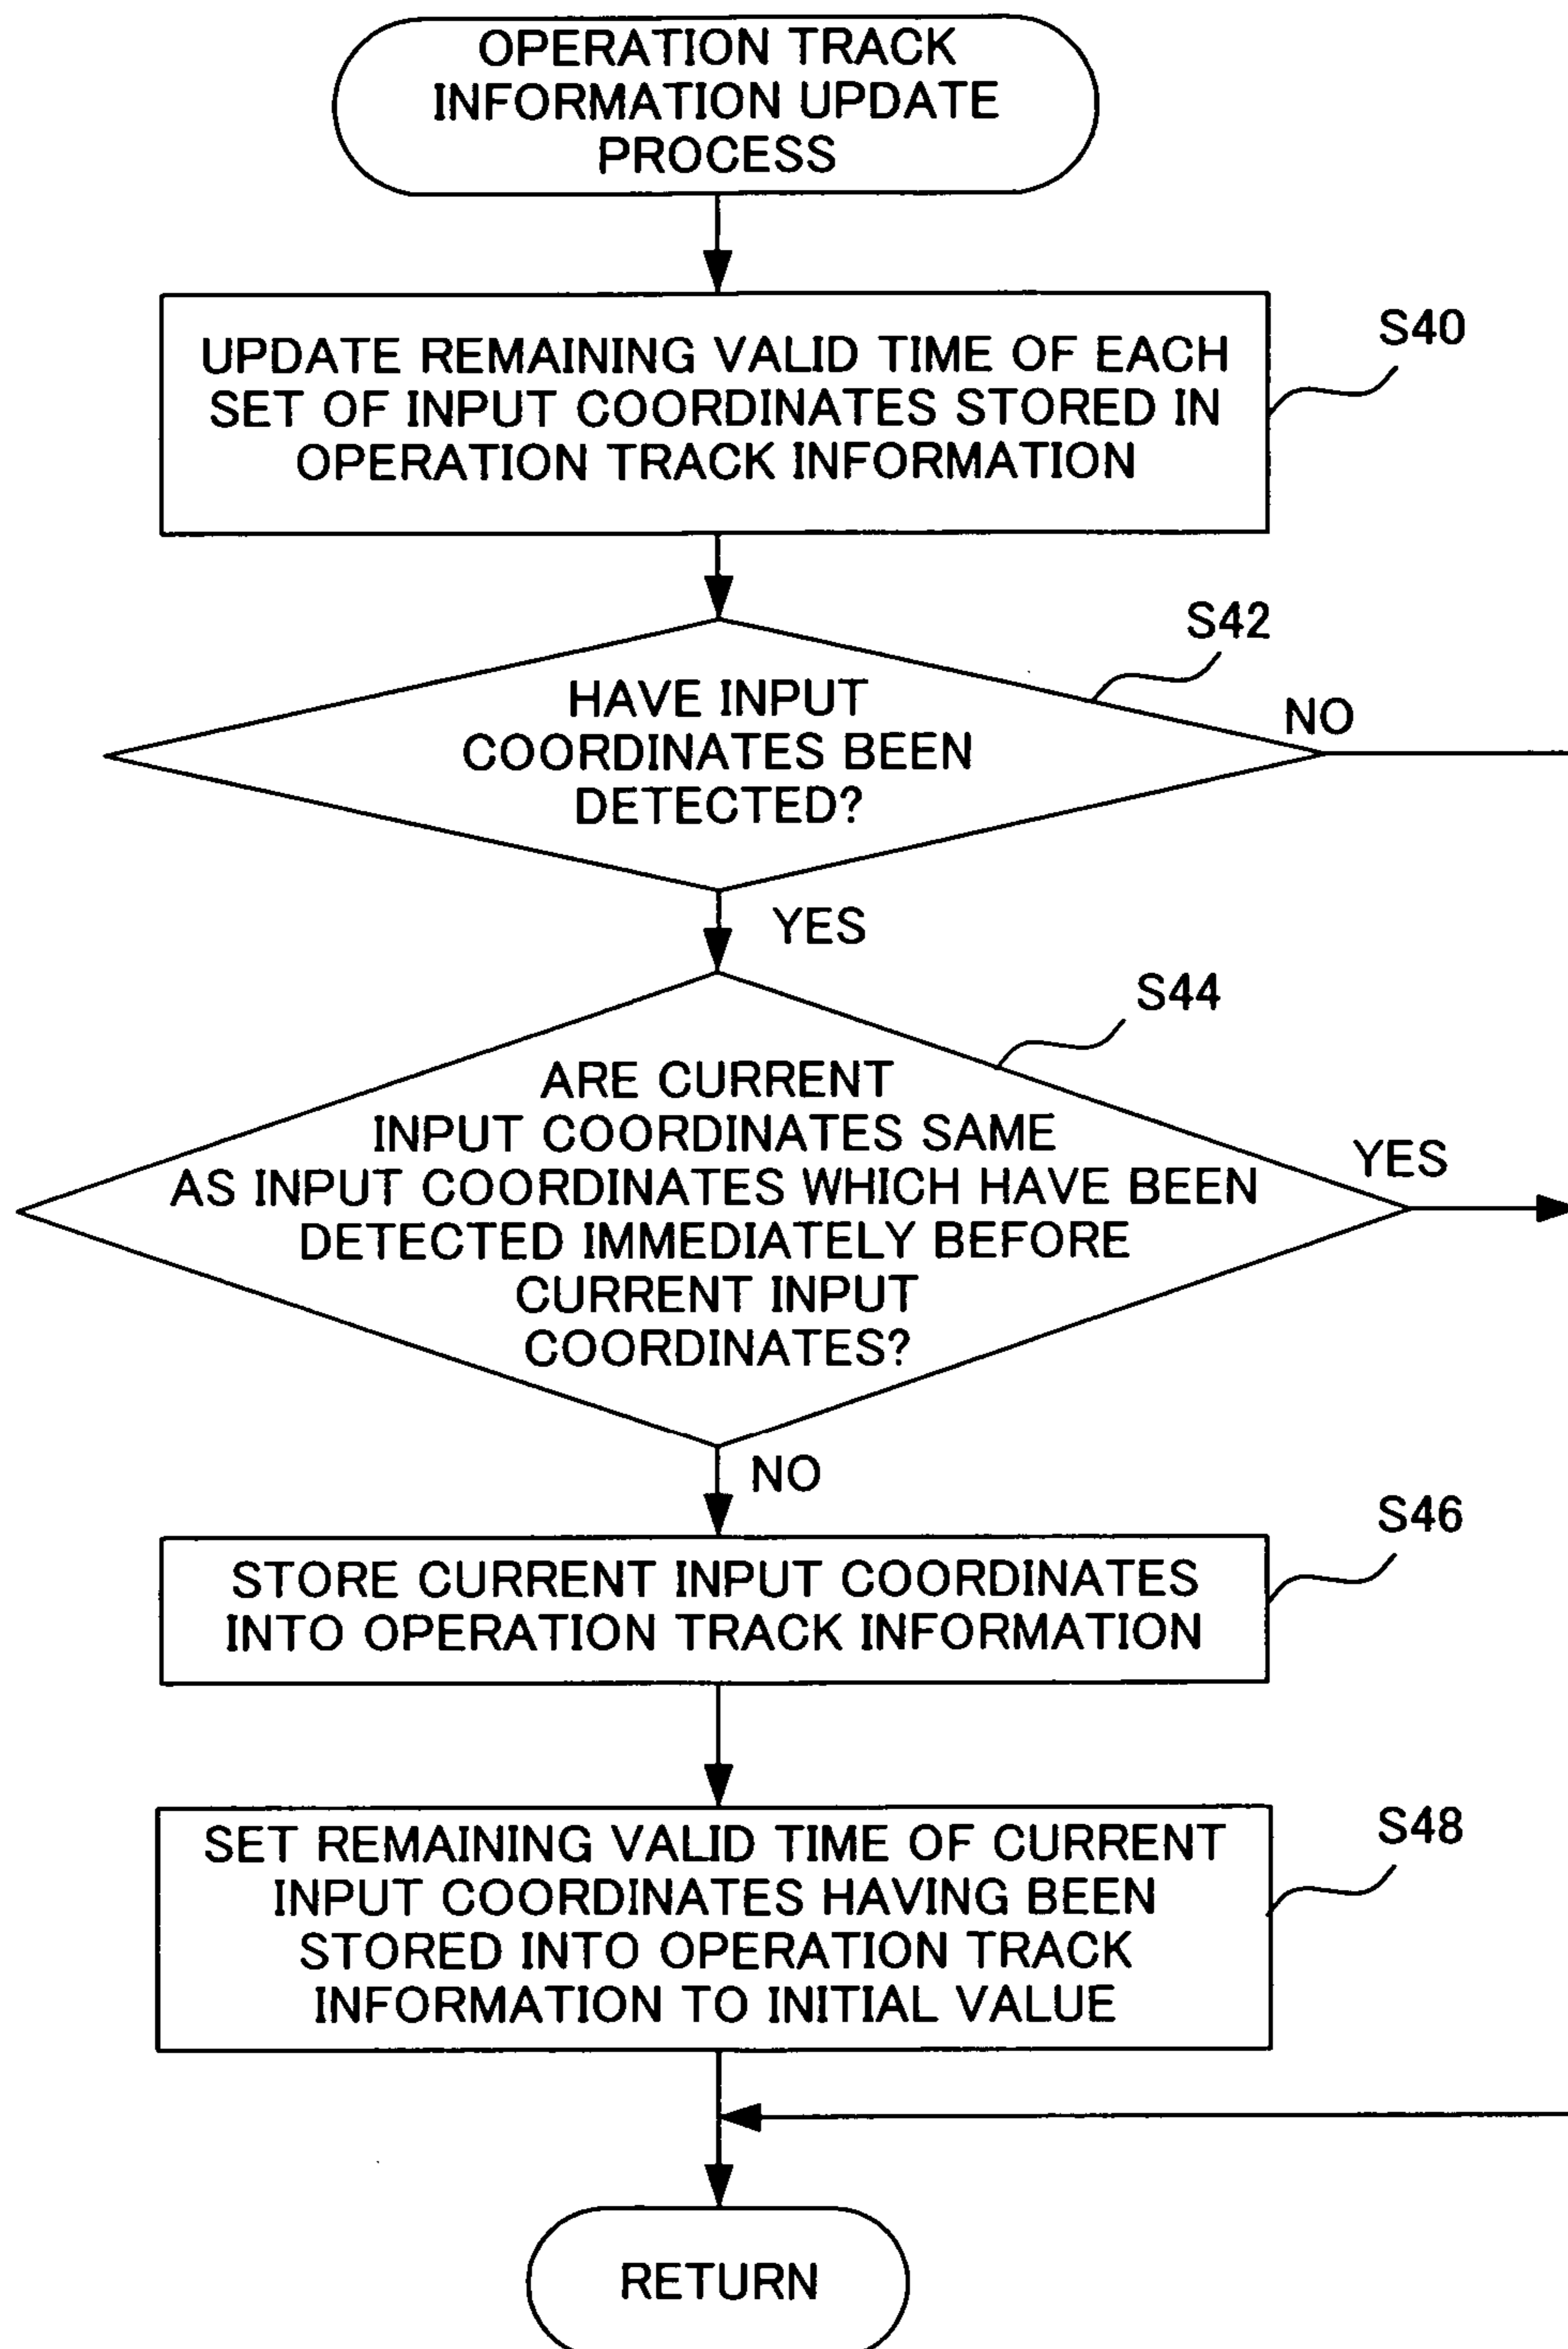 OPERATION TRACK
INFORMATION UPDATE
PROCESS
UPDATE REMAINING VALID TIME OF EACH
SET OF INPUT COORDINATES STORED IN
OPERATION TRACK INFORMATION
S40
S42
HAVE INPUT
COORDINATES BEEN
DETECTED?
NO
YES
S44
ARE CURRENT
INPUT COORDINATES SAME
AS INPUT COORDINATES WHICH HAVE BEEN
DETECTED IMMEDIATELY BEFORE
CURRENT INPUT
COORDINATES?
YES
NO
S46
STORE CURRENT INPUT COORDINATES
INTO OPERATION TRACK INFORMATION
S48
SET REMAINING VALID TIME OF CURRENT
INPUT COORDINATES HAVING BEEN
STORED INTO OPERATION TRACK
INFORMATION TO INITIAL VALUE
RETURN